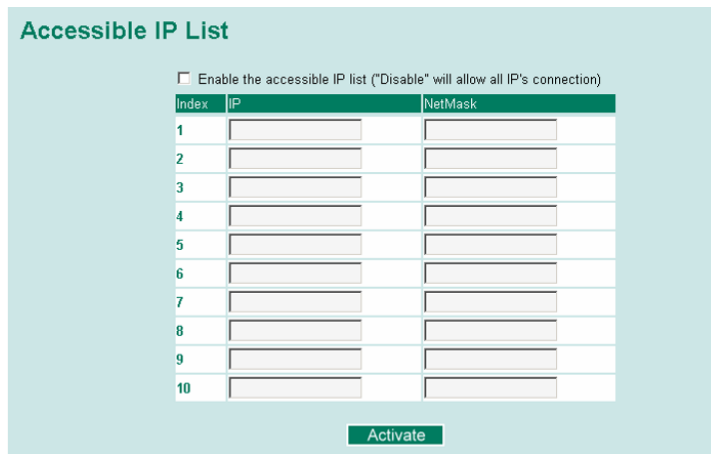 Accessible IP List
Enable the accessible IP list ("Disable" will allow all IP's connection)
Index IP NetMask
1
2
3
4
5
6
7
8
9
10
Activate